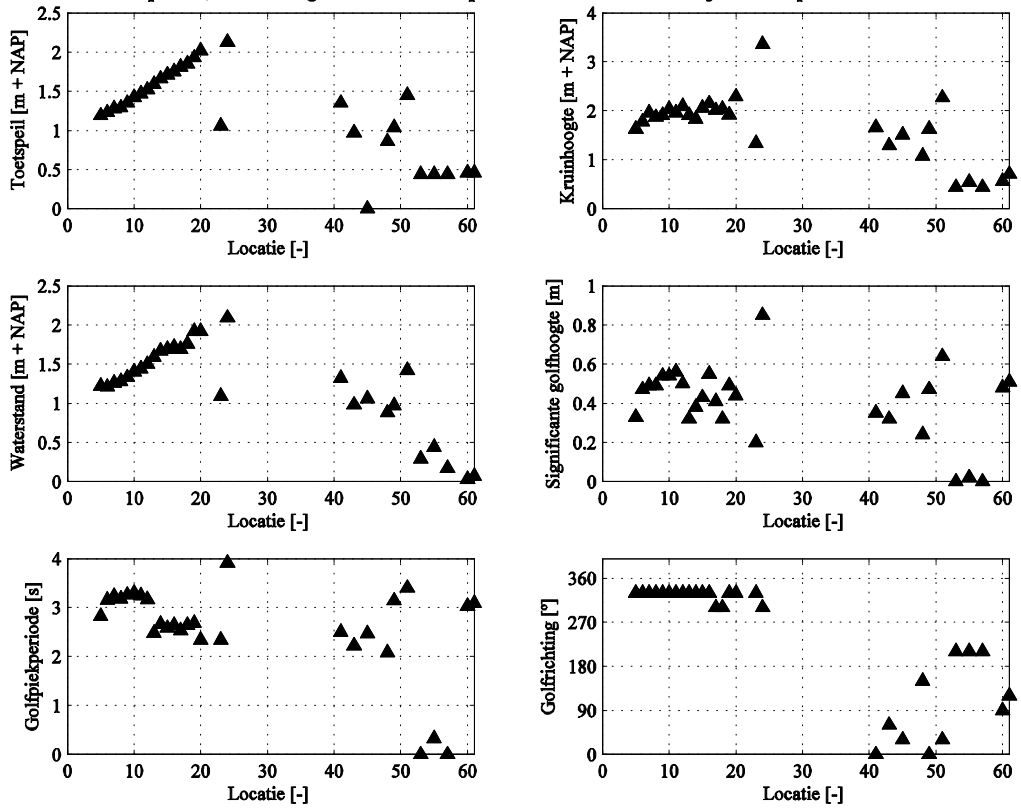 Toetspeil [m + NAP]
2.5
2
1.5
1
0.5
0
0 10 20 30 40 50 60
Locatie [-]
Kruinhoogte [m + NAP]
4
3
2
1
0
0 10 20 30 40 50 60
Locatie [-]
Waterstand [m + NAP]
2.5
2
1.5
1
0.5
0
0 10 20 30 40 50 60
Locatie [-]
Significante golfhoogte [m]
1
0.8
0.6
0.4
0.2
0
0 10 20 30 40 50 60
Locatie [-]
Golfpiekperiode [s]
4
3
2
1
0
0 10 20 30 40 50 60
Locatie [-]
Golfrichting [°]
360
270
180
90
0
0 10 20 30 40 50 60
Locatie [-]